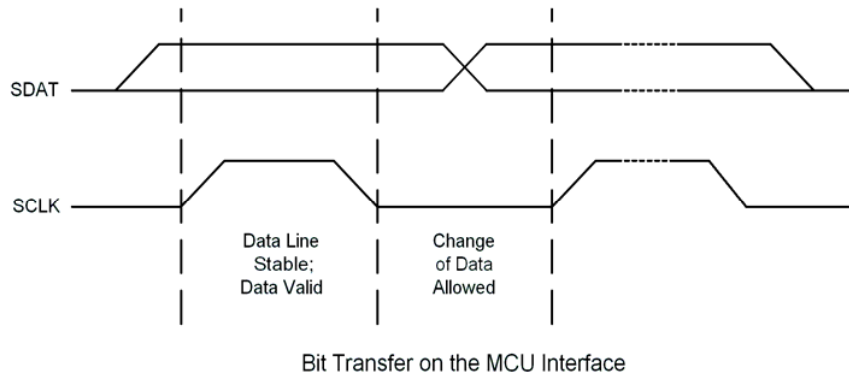 SDAT
SCLK
Data Line
Stable;
Data Valid
Change
of Data
Allowed
Bit Transfer on the MCU Interface